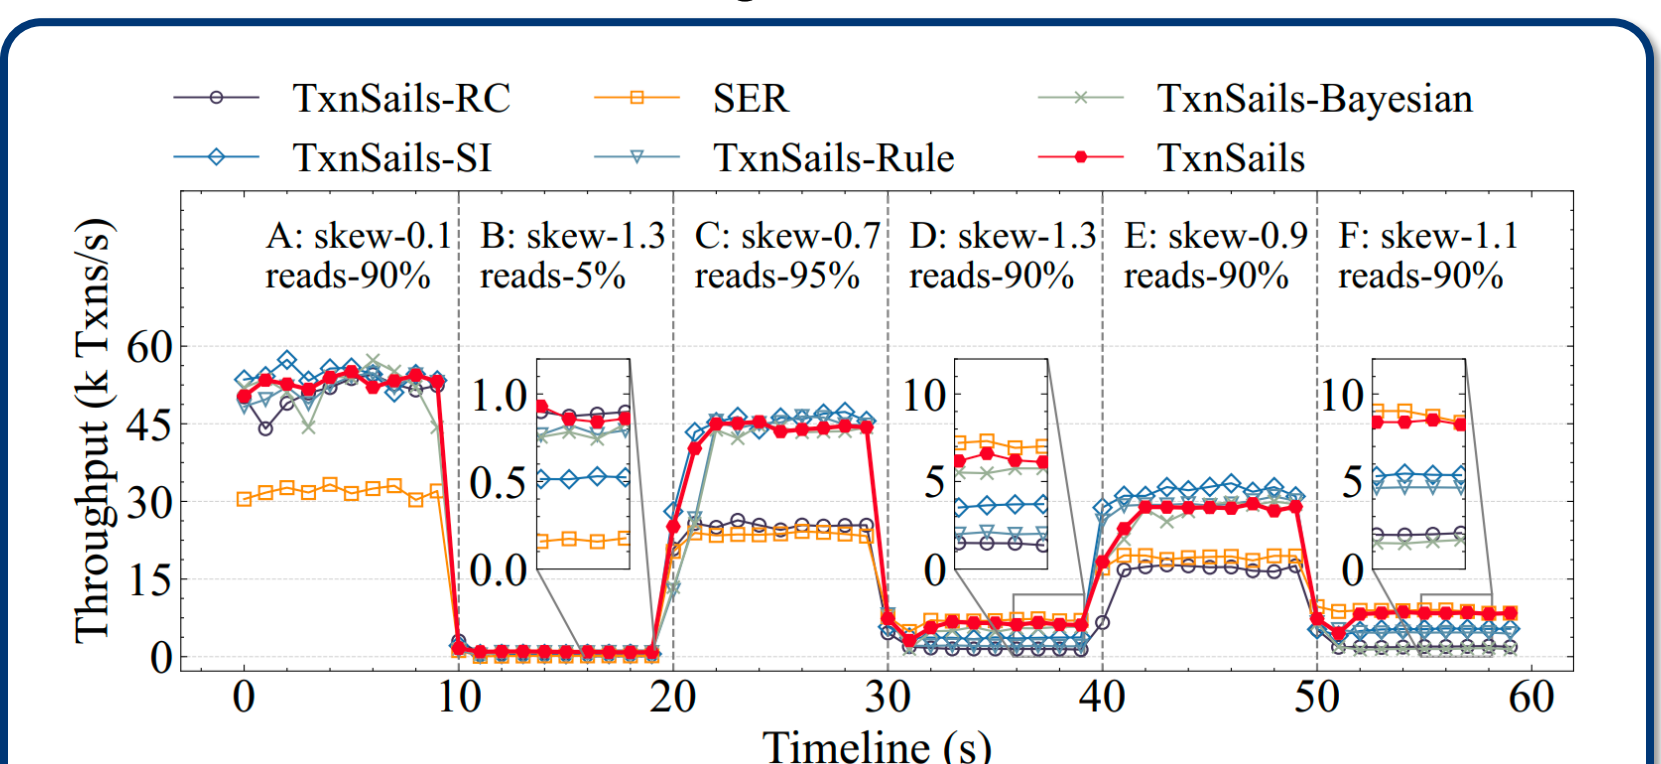 TxnSails-RC SER TxnSails-Bayesian
TxnSails-SI TxnSails-Rule TxnSails
A: skew-0.1 B: skew-1.3 C: skew-0.7 D: skew-1.3 E: skew-0.9 F: skew-1.1
reads-90% reads-5% reads-95% reads-90% reads-90% reads-90%
Throughput (k Txns/s)
60
45
30
15
0
1.0
0.5
0.0
10
5
0
10
5
0
0 10 20 30 40 50 60
Timeline (s)